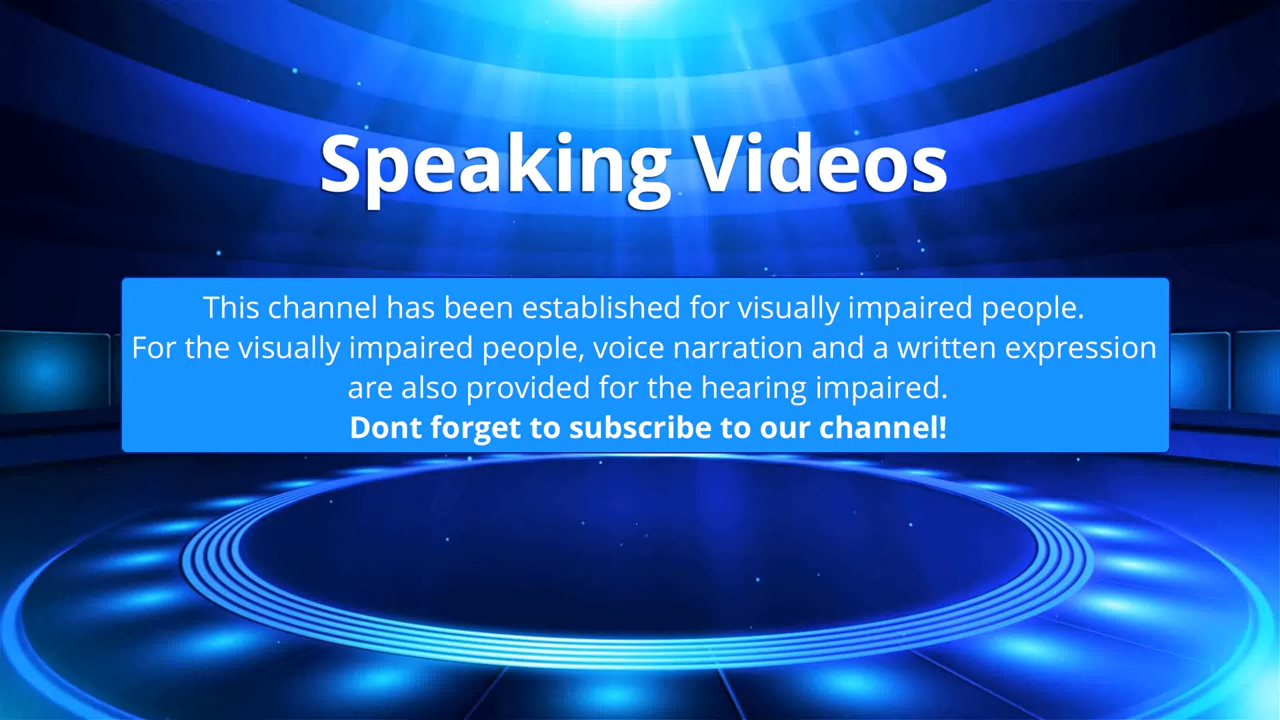 Speaking Videos
This channel has been established for visually impaired people.
For the visually impaired people, voice narration and a written expression
are also provided for the hearing impaired.
Dont forget to subscribe to our channel!